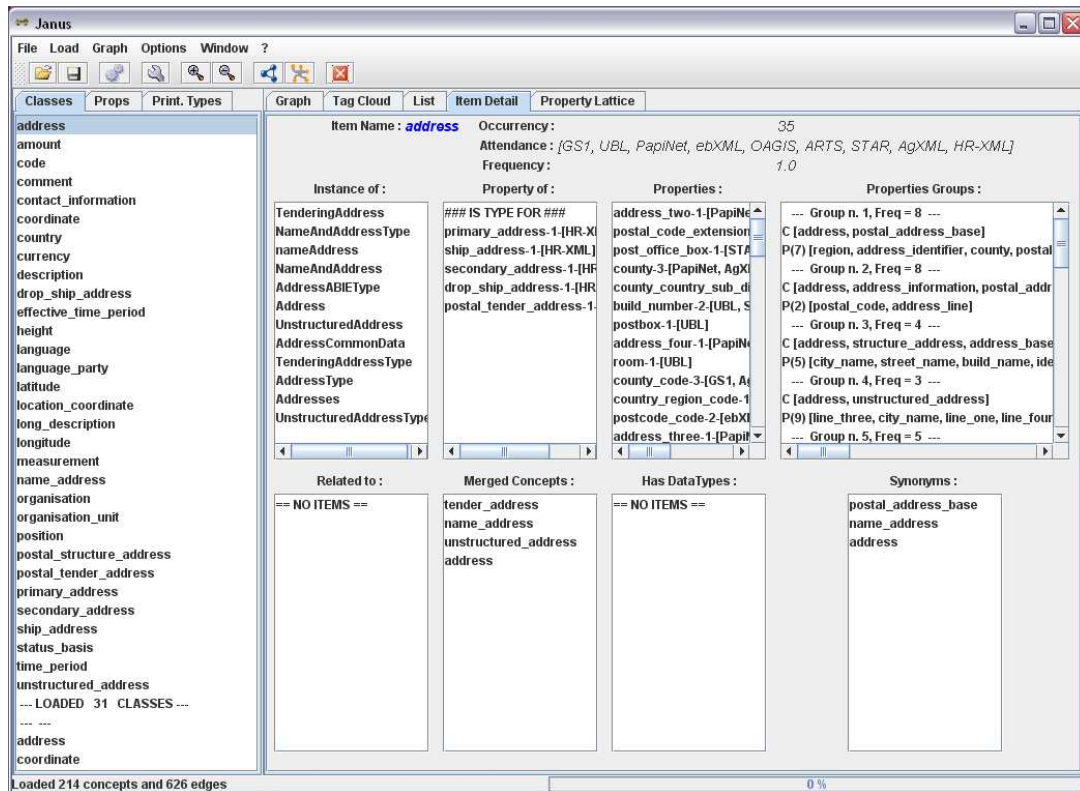 Janus
File Load Graph Options Window ?
Classes Props Print. Types
Graph Tag Cloud List Item Detail Property Lattice
address
amount
code
comment
contact_information
coordinate
country
currency
description
drop_ship_address
effective_time_period
height
language
language_party
latitude
location_coordinate
long_description
longitude
measurement
name_address
organisation
organisation_unit
position
postal_structure_address
postal_tender_address
primary_address
secondary_address
ship_address
status_basis
time_period
unstructured_address
--- LOADED 31 CLASSES ---
--- ---
address
coordinate
Item Name : address Occurrency : 35
Attendance : [GS1, UBL, PapiNet, ebXML, OAGIS, ARTS, STAR, AgXML, HR-XML]
Frequency : 1.0
Instance of :
TenderingAddress
NameAndAddressType
nameAddress
NameAndAddress
AddressABIEType
Address
UnstructuredAddress
AddressCommonData
TenderingAddressType
AddressType
Addresses
UnstructuredAddressType
Property of :
### IS TYPE FOR ###
primary_address-1-[HR-X
ship_address-1-[HR-XML]
secondary_address-1-[HR
drop_ship_address-1-[HR
postal_tender_address-1-
Properties :
address_two-1-[PapiNe
postal_code_extension
post_office_box-1-[STA
county-3-[PapiNet, AgX
county_country_sub_di
build_number-2-[UBL, S
postbox-1-[UBL]
address_four-1-[PapiN
room-1-[UBL]
county_code-3-[GS1, A
country_region_code-1
postcode_code-2-[ebX
address_three-1-[Papi
Properties Groups :
--- Group n. 1, Freq = 8 ---
C [address, postal_address_base]
P(7) [region, address_identifier, county, postal
--- Group n. 2, Freq = 8 ---
C [address, address_information, postal_addr
P(2) [postal_code, address_line]
--- Group n. 3, Freq = 4 ---
C [address, structure_address, address_base
P(5) [city_name, street_name, build_name, ide
--- Group n. 4, Freq = 3 ---
C [address, unstructured_address]
P(9) [line_three, city_name, line_one, line_four
--- Group n. 5, Freq = 5 ---
Related to :
== NO ITEMS ==
Merged Concepts :
tender_address
name_address
unstructured_address
address
Has DataTypes :
== NO ITEMS ==
Synonyms :
postal_address_base
name_address
address
Loaded 214 concepts and 626 edges
0 %